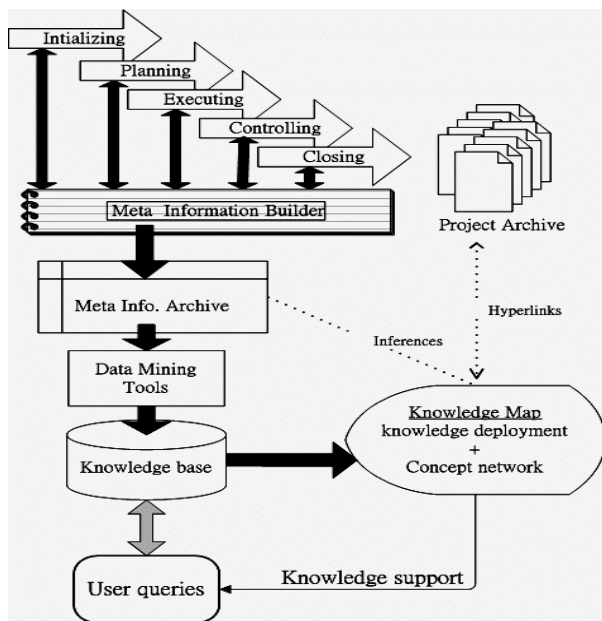 Intializing
Planning
Executing
Controlling
Closing
Meta Information Builder
Project Archive
Meta Info. Archive
Hyperlinks
Inferences
Data Mining
Tools
Knowledge Map
knowledge deployment
+
Concept network
Knowledge base
Knowledge support
User queries